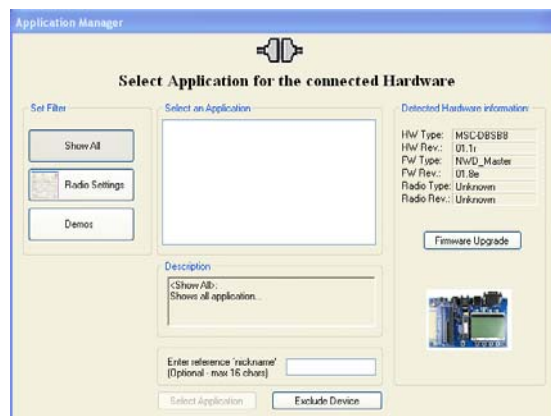 Application Manager
Select Application for the connected Hardware
Set Filter
Show All
Radio Settings
Demos
Select an Application
Description
<Show All>:
Shows all application...
Enter reference 'nickname'
(Optional - max 16 chars)
Select Application
Exclude Device
Detected Hardware information:
HW Type: MSC-DBSB8
HW Rev.: 01.1r
FW Type: NWD_Master
FW Rev.: 01.8e
Radio Type: Unknown
Radio Rev.: Unknown
Firmware Upgrade